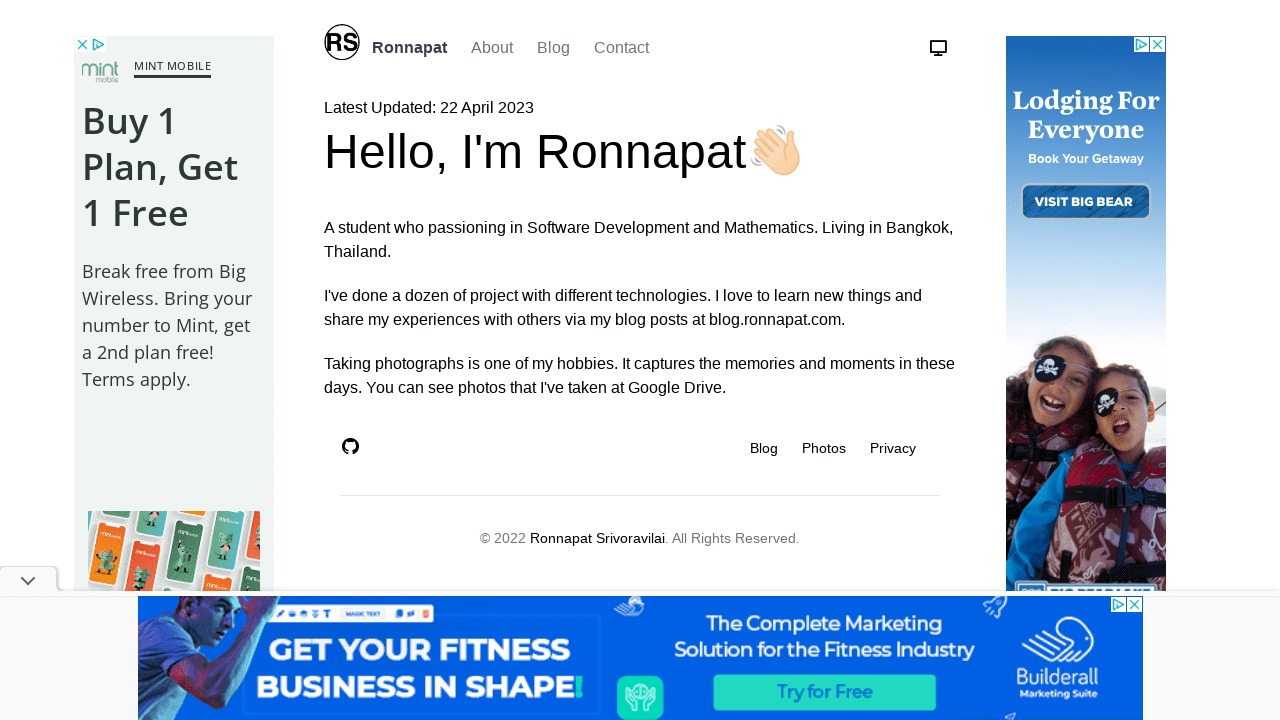 RS
Ronnapat
About
Blog
Contact
MINT MOBILE
mint
mobile
Buy 1
Plan, Get
1 Free
Break free from Big
Wireless. Bring your
number to Mint, get
a 2nd plan free!
Terms apply.
Latest Updated: 22 April 2023
Hello, I'm Ronnapat
A student who passioning in Software Development and Mathematics. Living in Bangkok,
Thailand.
I've done a dozen of project with different technologies. I love to learn new things and
share my experiences with others via my blog posts at blog.ronnapat.com.
Taking photographs is one of my hobbies. It captures the memories and moments in these
days. You can see photos that I've taken at Google Drive.
Blog
Photos
Privacy
© 2022 Ronnapat Srivoravilai. All Rights Reserved.
Lodging For
Everyone
Book Your Getaway
VISIT BIG BEAR
MAGIC TEXT
GET YOUR FITNESS
BUSINESS IN SHAPE!
The Complete Marketing
Solution for the Fitness Industry
Try for Free
Builderall
Marketing Suite